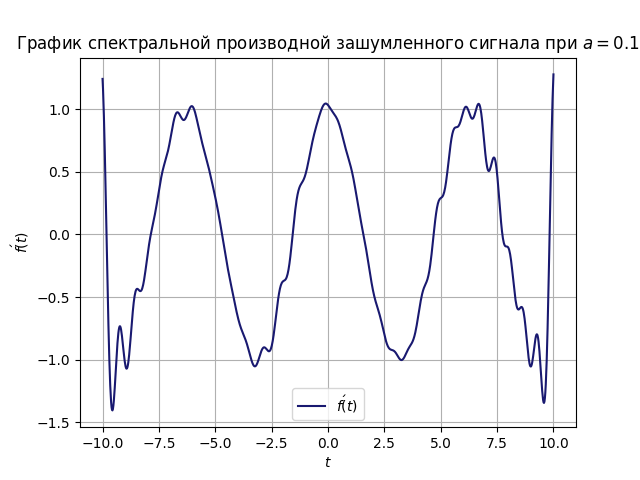 График спектральной производной зашумленного сигнала при a = 0.1
1.0
0.5
0.0
−0.5
−1.0
−1.5
f́(t)
f́(t)
−10.0 −7.5 −5.0 −2.5 0.0 2.5 5.0 7.5 10.0
t